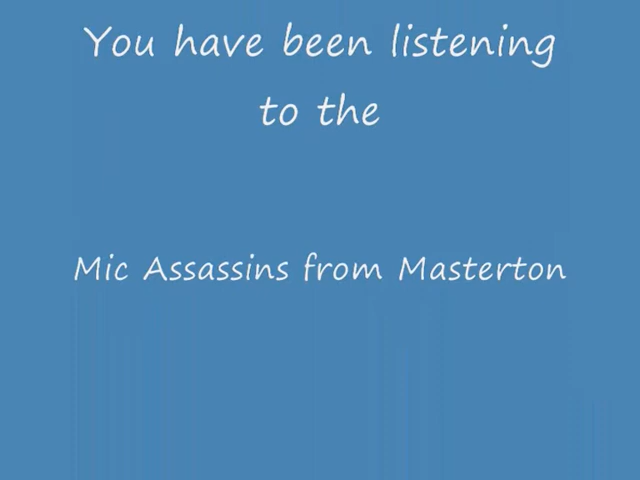 You have been listening
to the
Mic Assassins from Masterton